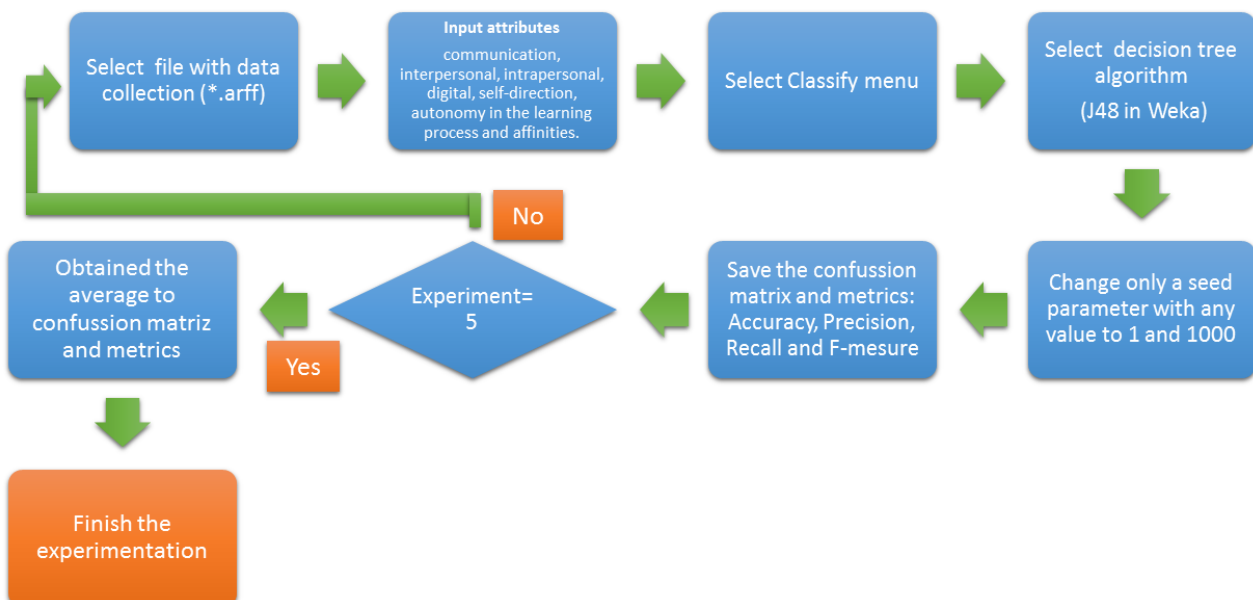 Select file with data
collection (*.arff)
Input attributes
communication,
interpersonal, intrapersonal,
digital, self-direction,
autonomy in the learning
process and affinities.
Select Classify menu
Select decision tree
algorithm
(J48 in Weka)
Change only a seed
parameter with any
value to 1 and 1000
Save the confussion
matrix and metrics:
Accuracy, Precision,
Recall and F-mesure
Experiment=
5
No
Yes
Obtained the
average to
confussion matriz
and metrics
Finish the
experimentation